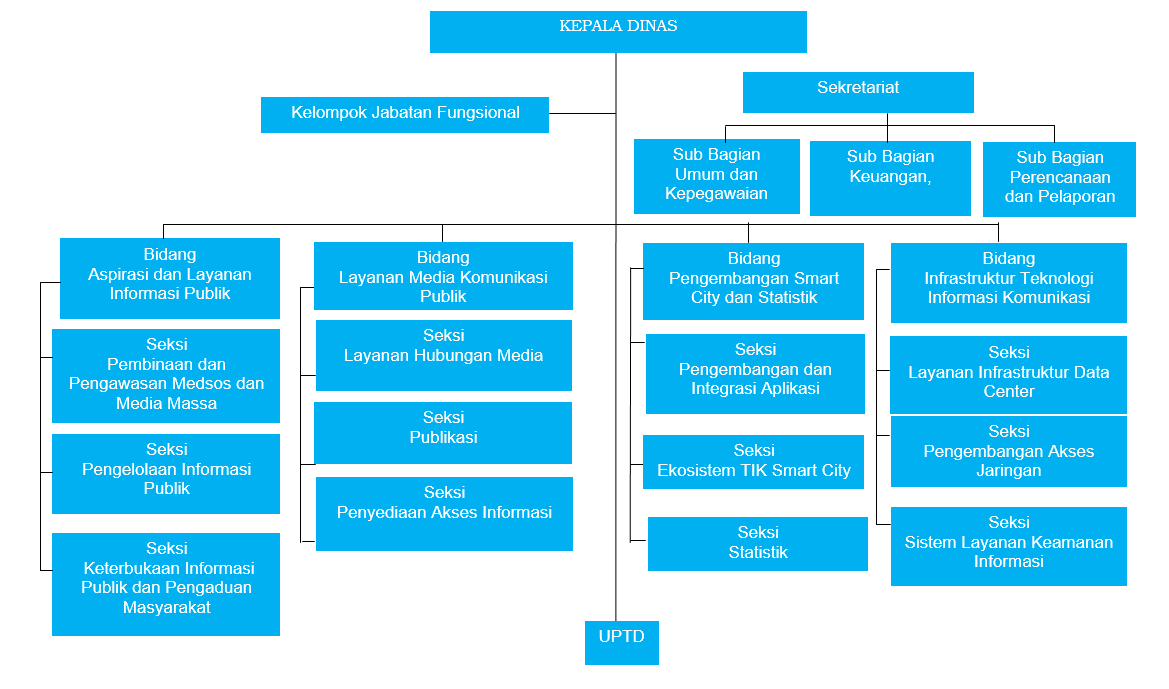 KEPALA DINAS
Sekretariat
Kelompok Jabatan Fungsional
Sub Bagian
Umum dan
Kepegawaian
Sub Bagian
Keuangan,
Sub Bagian
Perencanaan
dan Pelaporan
Bidang
Aspirasi dan Layanan
Informasi Publik
Seksi
Pembinaan dan
Pengawasan Medsos dan
Media Massa
Seksi
Pengelolaan Informasi
Publik
Seksi
Keterbukaan Informasi
Publik dan Pengaduan
Masyarakat
Bidang
Layanan Media Komunikasi
Publik
Seksi
Layanan Hubungan Media
Seksi
Publikasi
Seksi
Penyediaan Akses Informasi
Bidang
Pengembangan Smart
City dan Statistik
Seksi
Pengembangan dan
Integrasi Aplikasi
Seksi
Ekosistem TIK Smart City
Seksi
Statistik
Bidang
Infrastruktur Teknologi
Informasi Komunikasi
Seksi
Layanan Infrastruktur Data
Center
Seksi
Pengembangan Akses
Jaringan
Seksi
Sistem Layanan Keamanan
Informasi
UPTD